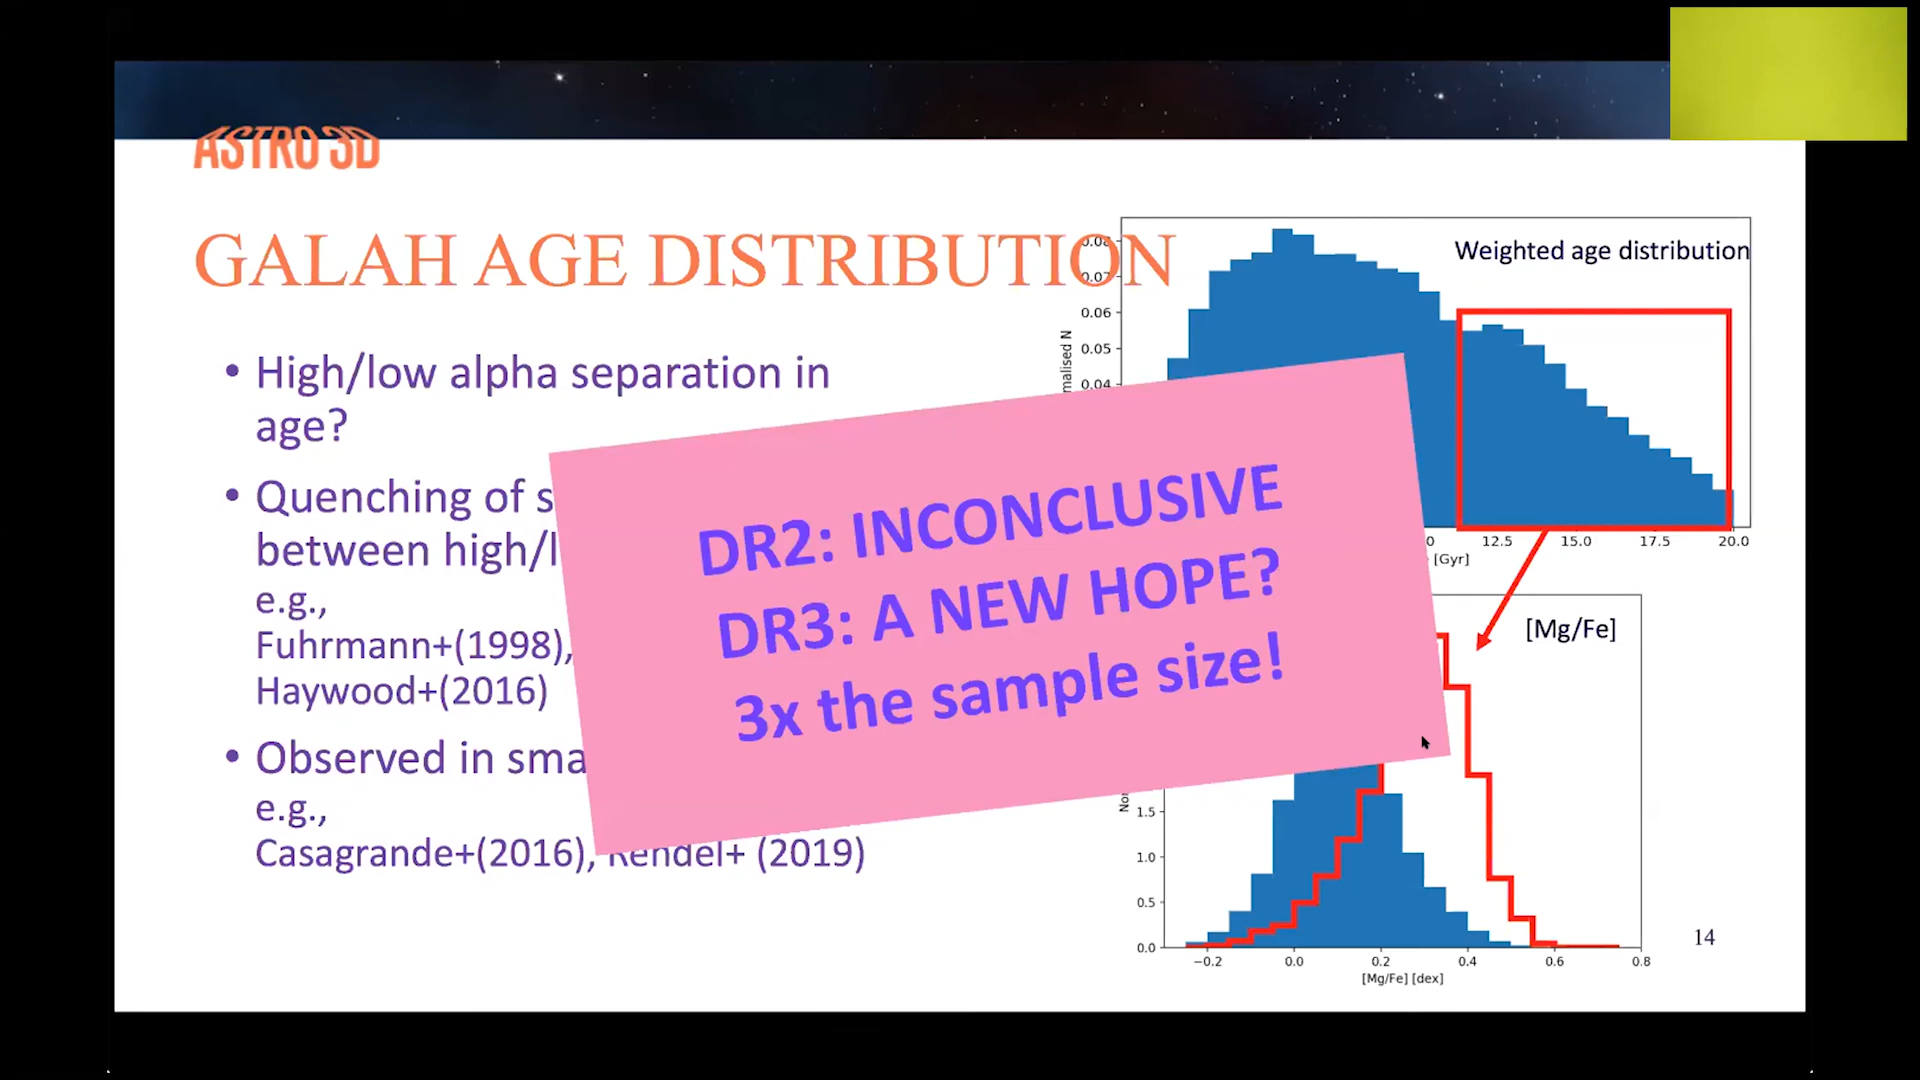 ASTRO 3D
GALAH AGE DISTRIBUTION
• High/low alpha separation in
age?
• Quenching of
between
e.g.,
Fuhrmann+(1998),
Haywood+(2016)
• Observed in
e.g.,
Casagrande+(2016), Rendel+ (2019)
DR2: INCONCLUSIVE
DR3: A NEW HOPE?
3x the sample size!
Weighted age distribution
0.08
0.07
0.06
0.05
0.04
12.5 15.0 17.5 20.0
[Gyr]
[Mg/Fe]
1.5
1.0
0.5
0.0
−0.2 0.0 0.2 0.4 0.6 0.8
[Mg/Fe] [dex]
14